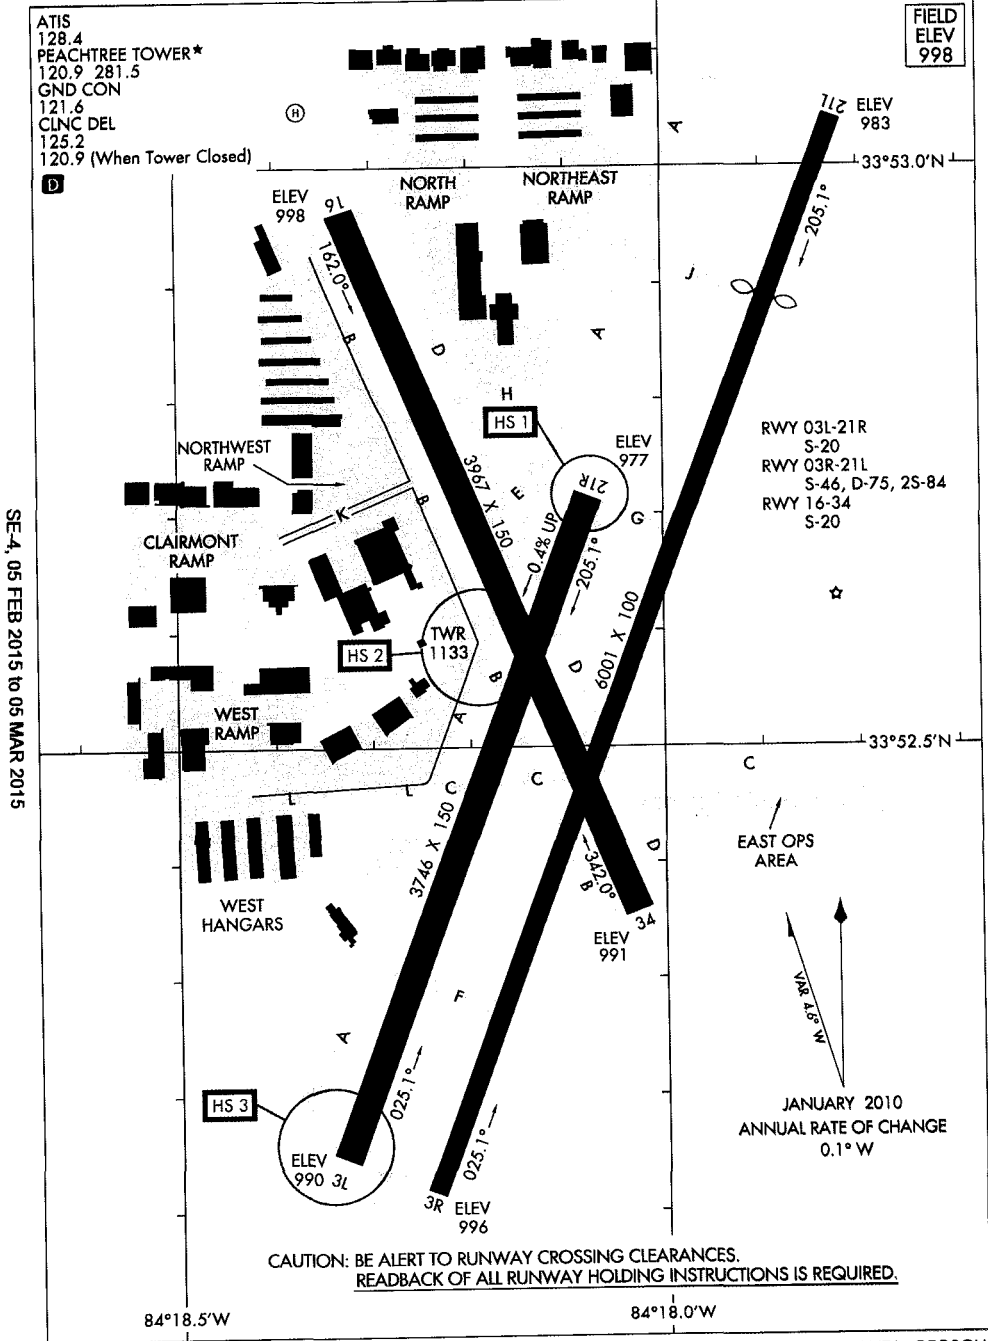 ATIS
128.4
PEACHTREE TOWER★
120.9 281.5
GND CON
121.6
CLNC DEL
125.2
120.9 (When Tower Closed)
D
FIELD
ELEV
998
H
21L
ELEV
983
A
33°53.0'N
NORTH
RAMP
NORTHEAST
RAMP
ELEV
998
16
205.1°
162.0°
J
B
D
A
H
HS 1
ELEV
977
RWY 03L-21R
S-20
RWY 03R-21L
S-46, D-75, 2S-84
RWY 16-34
S-20
NORTHWEST
RAMP
3967 X 150
21R
E
B
K
G
0.4% UP
205.1°
CLAIRMONT
RAMP
SE-4, 05 FEB 2015 to 05 MAR 2015
6001 X 100
HS 2
TWR
1133
B
D
WEST
RAMP
A
33°52.5'N
C
C
C
L
L
3746 X 150
EAST OPS
AREA
D
342.0°
B
WEST
HANGARS
34
ELEV
991
VAR 4.6° W
F
A
025.1°
HS 3
JANUARY 2010
ANNUAL RATE OF CHANGE
0.1° W
025.1°
ELEV
990
3L
3R
ELEV
996
CAUTION: BE ALERT TO RUNWAY CROSSING CLEARANCES.
READBACK OF ALL RUNWAY HOLDING INSTRUCTIONS IS REQUIRED.
84°18.5'W
84°18.0'W